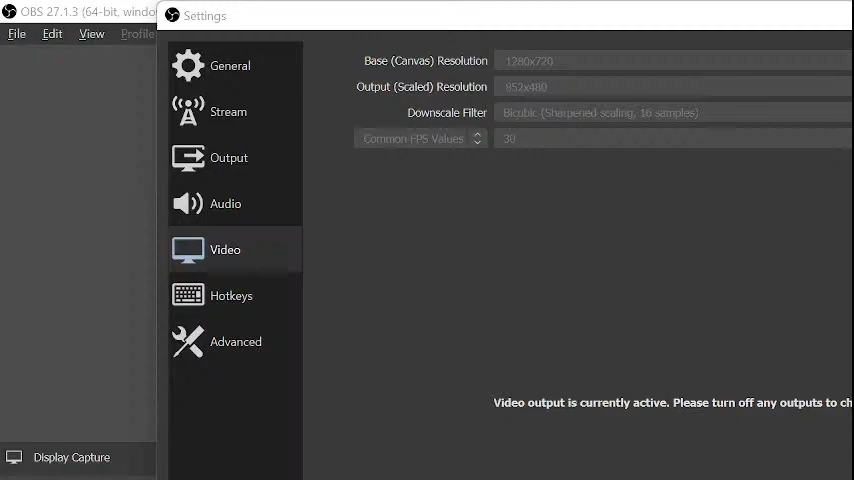 OBS 27.1.3 (64-bit, windo
Settings
File Edit View Profile
General
Stream
Output
Audio
Video
Hotkeys
Advanced
Base (Canvas) Resolution 1280x720
Output (Scaled) Resolution 852x480
Downscale Filter Bicubic (Sharpened scaling, 16 samples)
Common FPS Values 30
Video output is currently active. Please turn off any outputs to ch
Display Capture